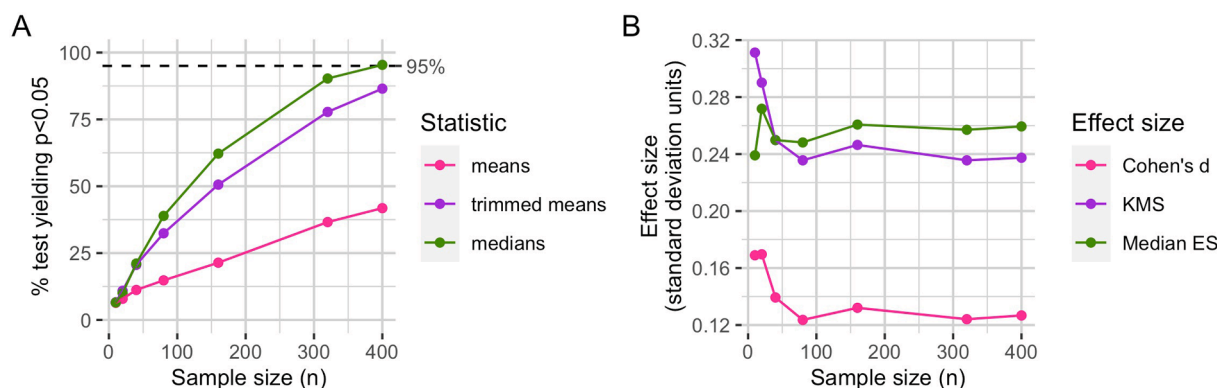 A
% test yielding p<0.05
100
75
50
25
0
95%
0 100 200 300 400
Sample size (n)
Statistic
means
trimmed means
medians
B
Effect size
(standard deviation units)
0.32
0.28
0.24
0.20
0.16
0.12
0 100 200 300 400
Sample size (n)
Effect size
Cohen's d
KMS
Median ES